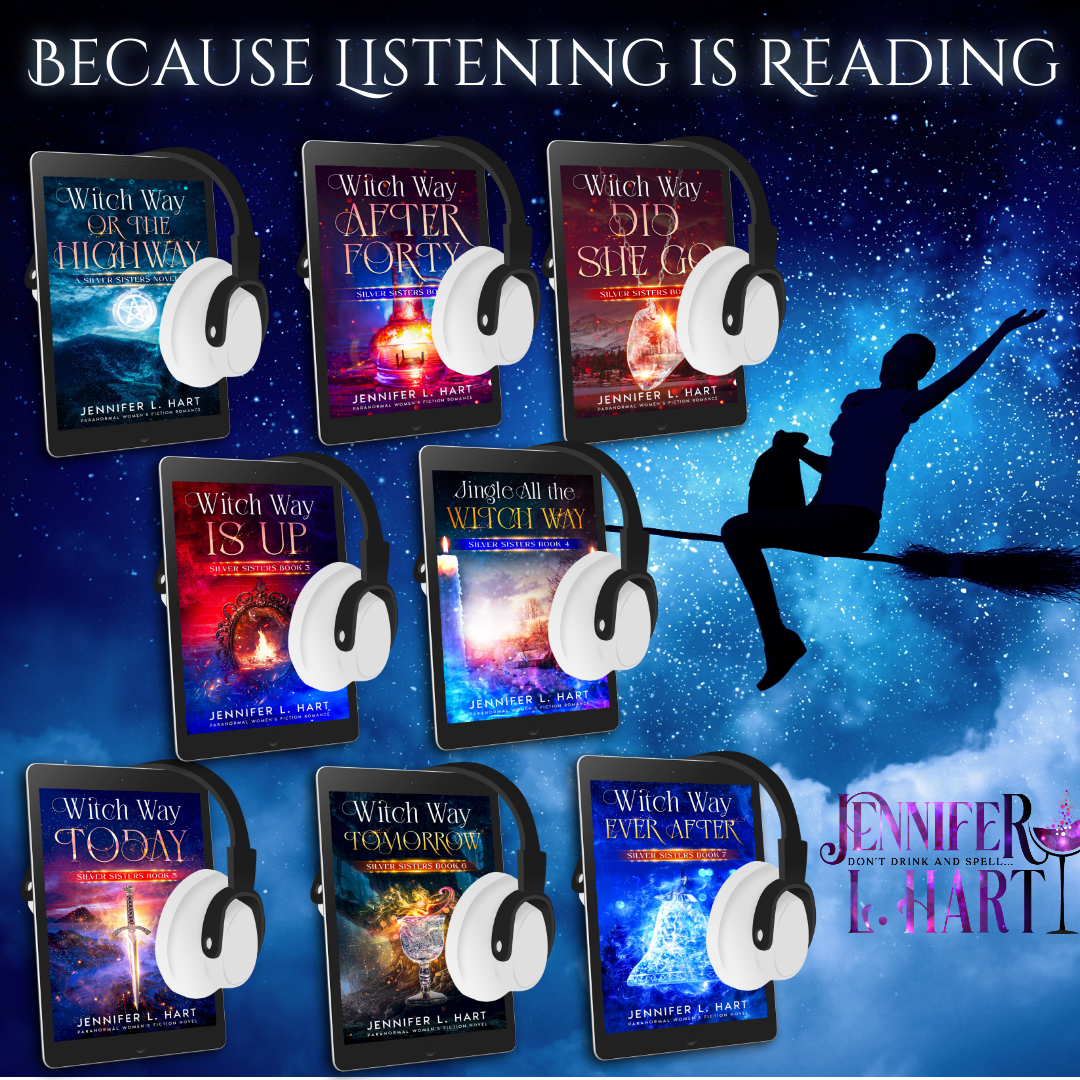 BECAUSE LISTENING IS READING
Witch Way
OR THE
HIGHWAY
A SILVER SISTERS
JENNIFER L. HART
PARANORMAL WOMEN'S FICTION ROMANCE
Witch Way
AFTER
FORTY
SILVER SISTERS
JENNIFER L. HART
PARANORMAL WOMEN'S FICTION ROMANCE
Witch Way
DID
SHE GO
SILVER SISTERS
JENNIFER L. HART
PARANORMAL WOMEN'S FICTION ROMANCE
Witch Way
IS UP
SILVER SISTERS BOOK 3
JENNIFER L. HART
PARANORMAL WOMEN'S FICTION ROMANCE
Jingle All the
WITCH WAY
SILVER SISTERS BOOK 4
JENNIFER L. HART
PARANORMAL WOMEN'S FICTION ROMANCE
Witch Way
TODAY
SILVER SISTERS BOOK 5
JENNIFER L. HART
PARANORMAL WOMEN'S FICTION NOVEL
Witch Way
TOMORROW
SILVER SISTERS BOOK 6
JENNIFER L. HART
PARANORMAL WOMEN'S FICTION NOVEL
Witch Way
EVER AFTER
SILVER SISTERS BOOK 7
JENNIFER L. HART
PARANORMAL WOMEN'S FICTION NOVEL
JENNIFER
DON'T DRINK AND SPELL...
L. HART